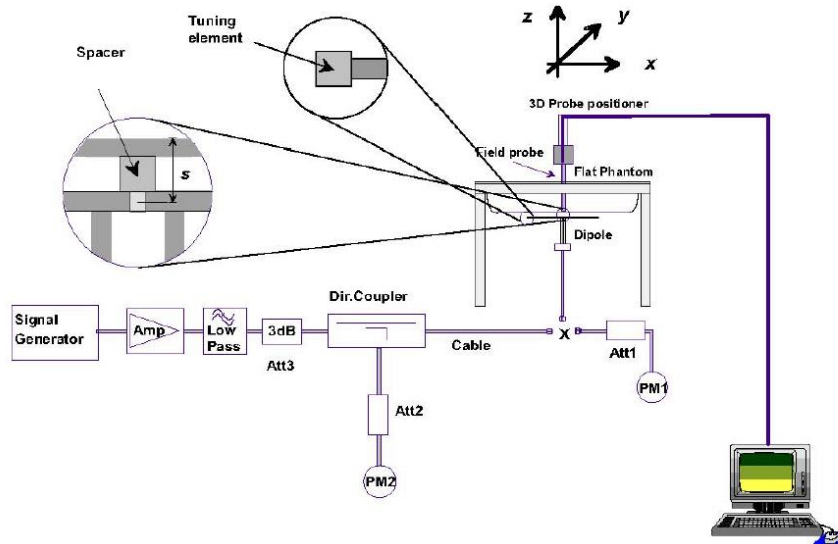 Tuning
element
z
y
x
Spacer
3D Probe positioner
Field probe
Flat Phantom
s
Dipole
Dir.Coupler
Signal
Generator
Amp
Low
Pass
3dB
Att3
Cable
x
Att1
PM1
Att2
PM2